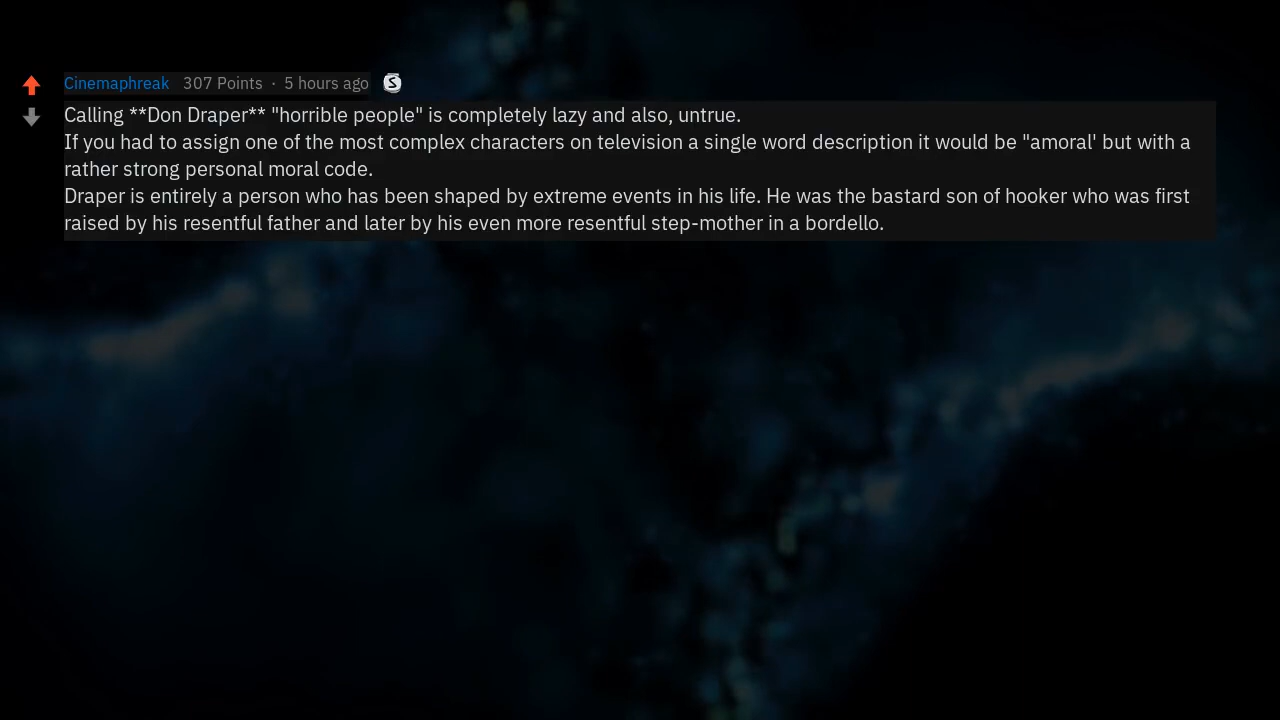 Cinemaphreak 307 Points · 5 hours ago S
Calling **Don Draper** "horrible people" is completely lazy and also, untrue.
If you had to assign one of the most complex characters on television a single word description it would be "amoral' but with a
rather strong personal moral code.
Draper is entirely a person who has been shaped by extreme events in his life. He was the bastard son of hooker who was first
raised by his resentful father and later by his even more resentful step-mother in a bordello.